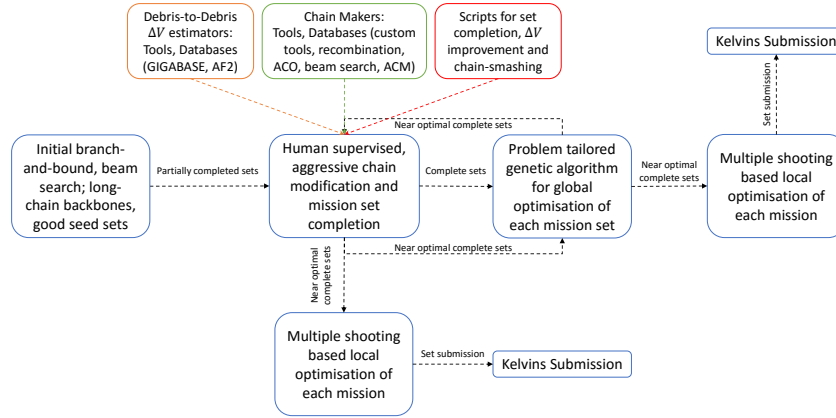 Debris-to-Debris
ΔV estimators:
Tools, Databases
(GIGABASE, AF2)
Chain Makers:
Tools, Databases (custom
tools, recombination,
ACO, beam search, ACM)
Scripts for set
completion, ΔV
improvement and
chain-smashing
Kelvins Submission
Set submission
Near optimal complete sets
Initial branch-
and-bound, beam
search; long-
chain backbones,
good seed sets
Partially completed sets
Human supervised,
aggressive chain
modification and
mission set
completion
Complete sets
Problem tailored
genetic algorithm
for global
optimisation of
each mission set
Near optimal
complete sets
Multiple shooting
based local
optimisation of
each mission
Near optimal complete sets
Near optimal
complete sets
Multiple shooting
based local
optimisation of
each mission
Set submission
Kelvins Submission